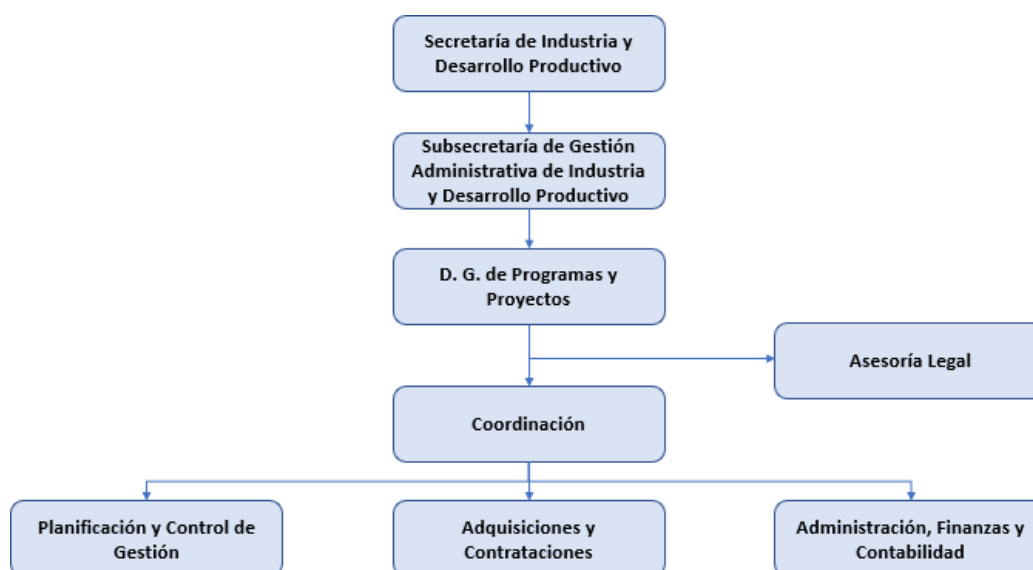 Secretaría de Industria y
Desarrollo Productivo
Subsecretaría de Gestión
Administrativa de Industria
y Desarrollo Productivo
D. G. de Programas y
Proyectos
Asesoría Legal
Coordinación
Planificación y Control de
Gestión
Adquisiciones y
Contrataciones
Administración, Finanzas y
Contabilidad